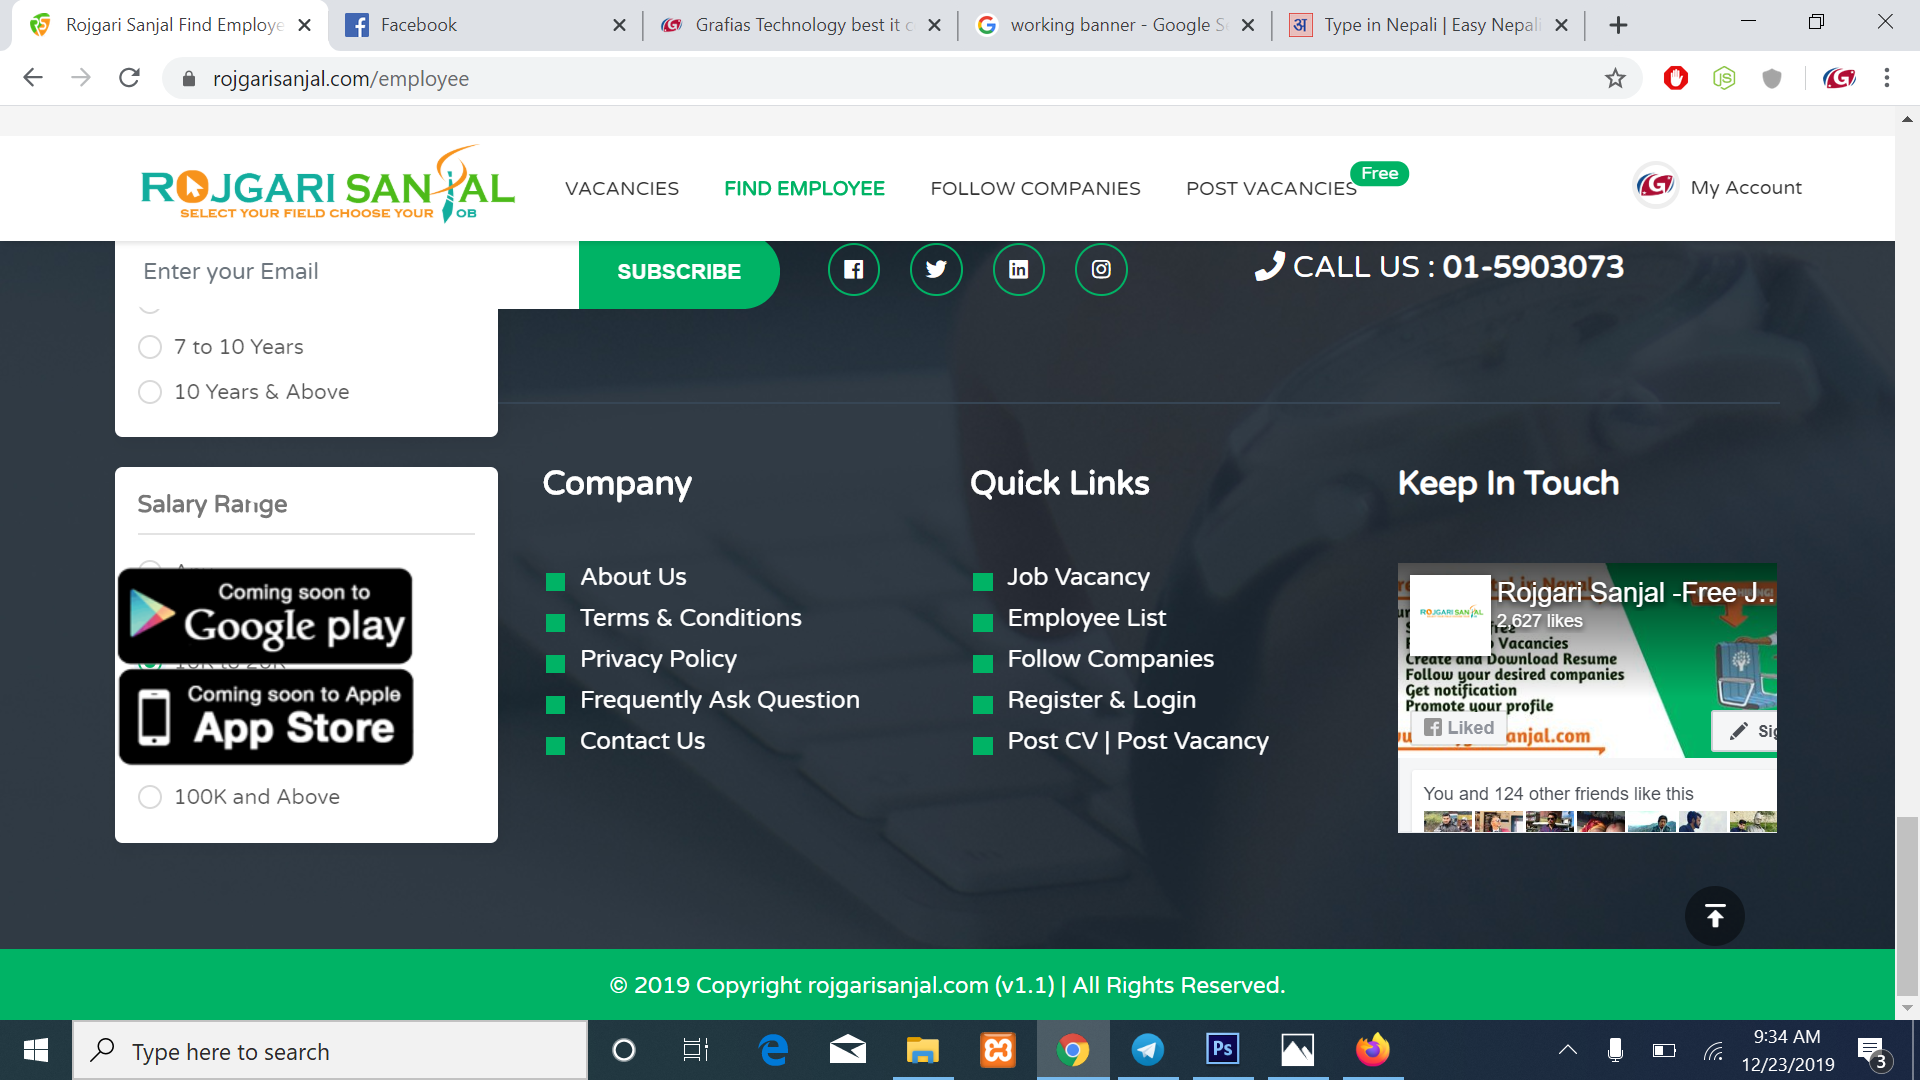 Rojgari Sanjal Find Employe
Facebook
Grafias Technology best it c
working banner - Google S
Type in Nepali | Easy Nepali
rojgarisanjal.com/employee
ROJGARI SANJAL
SELECT YOUR FIELD CHOOSE YOUR JOB
VACANCIES
FIND EMPLOYEE
FOLLOW COMPANIES
POST VACANCIES
Free
My Account
Enter your Email
SUBSCRIBE
CALL US : 01-5903073
7 to 10 Years
10 Years & Above
Salary Range
Coming soon to
Google play
Coming soon to Apple
App Store
100K and Above
Company
About Us
Terms & Conditions
Privacy Policy
Frequently Ask Question
Contact Us
Quick Links
Job Vacancy
Employee List
Follow Companies
Register & Login
Post CV | Post Vacancy
Keep In Touch
Rojgari Sanjal -Free J...
2,627 likes
Vacancies
Create and Download Resume
Follow your desired companies
Get notification
Promote your profile
Liked
anjal.com
Sig
You and 124 other friends like this
© 2019 Copyright rojgarisanjal.com (v1.1) | All Rights Reserved.
Type here to search
Ps
9:34 AM
12/23/2019
3